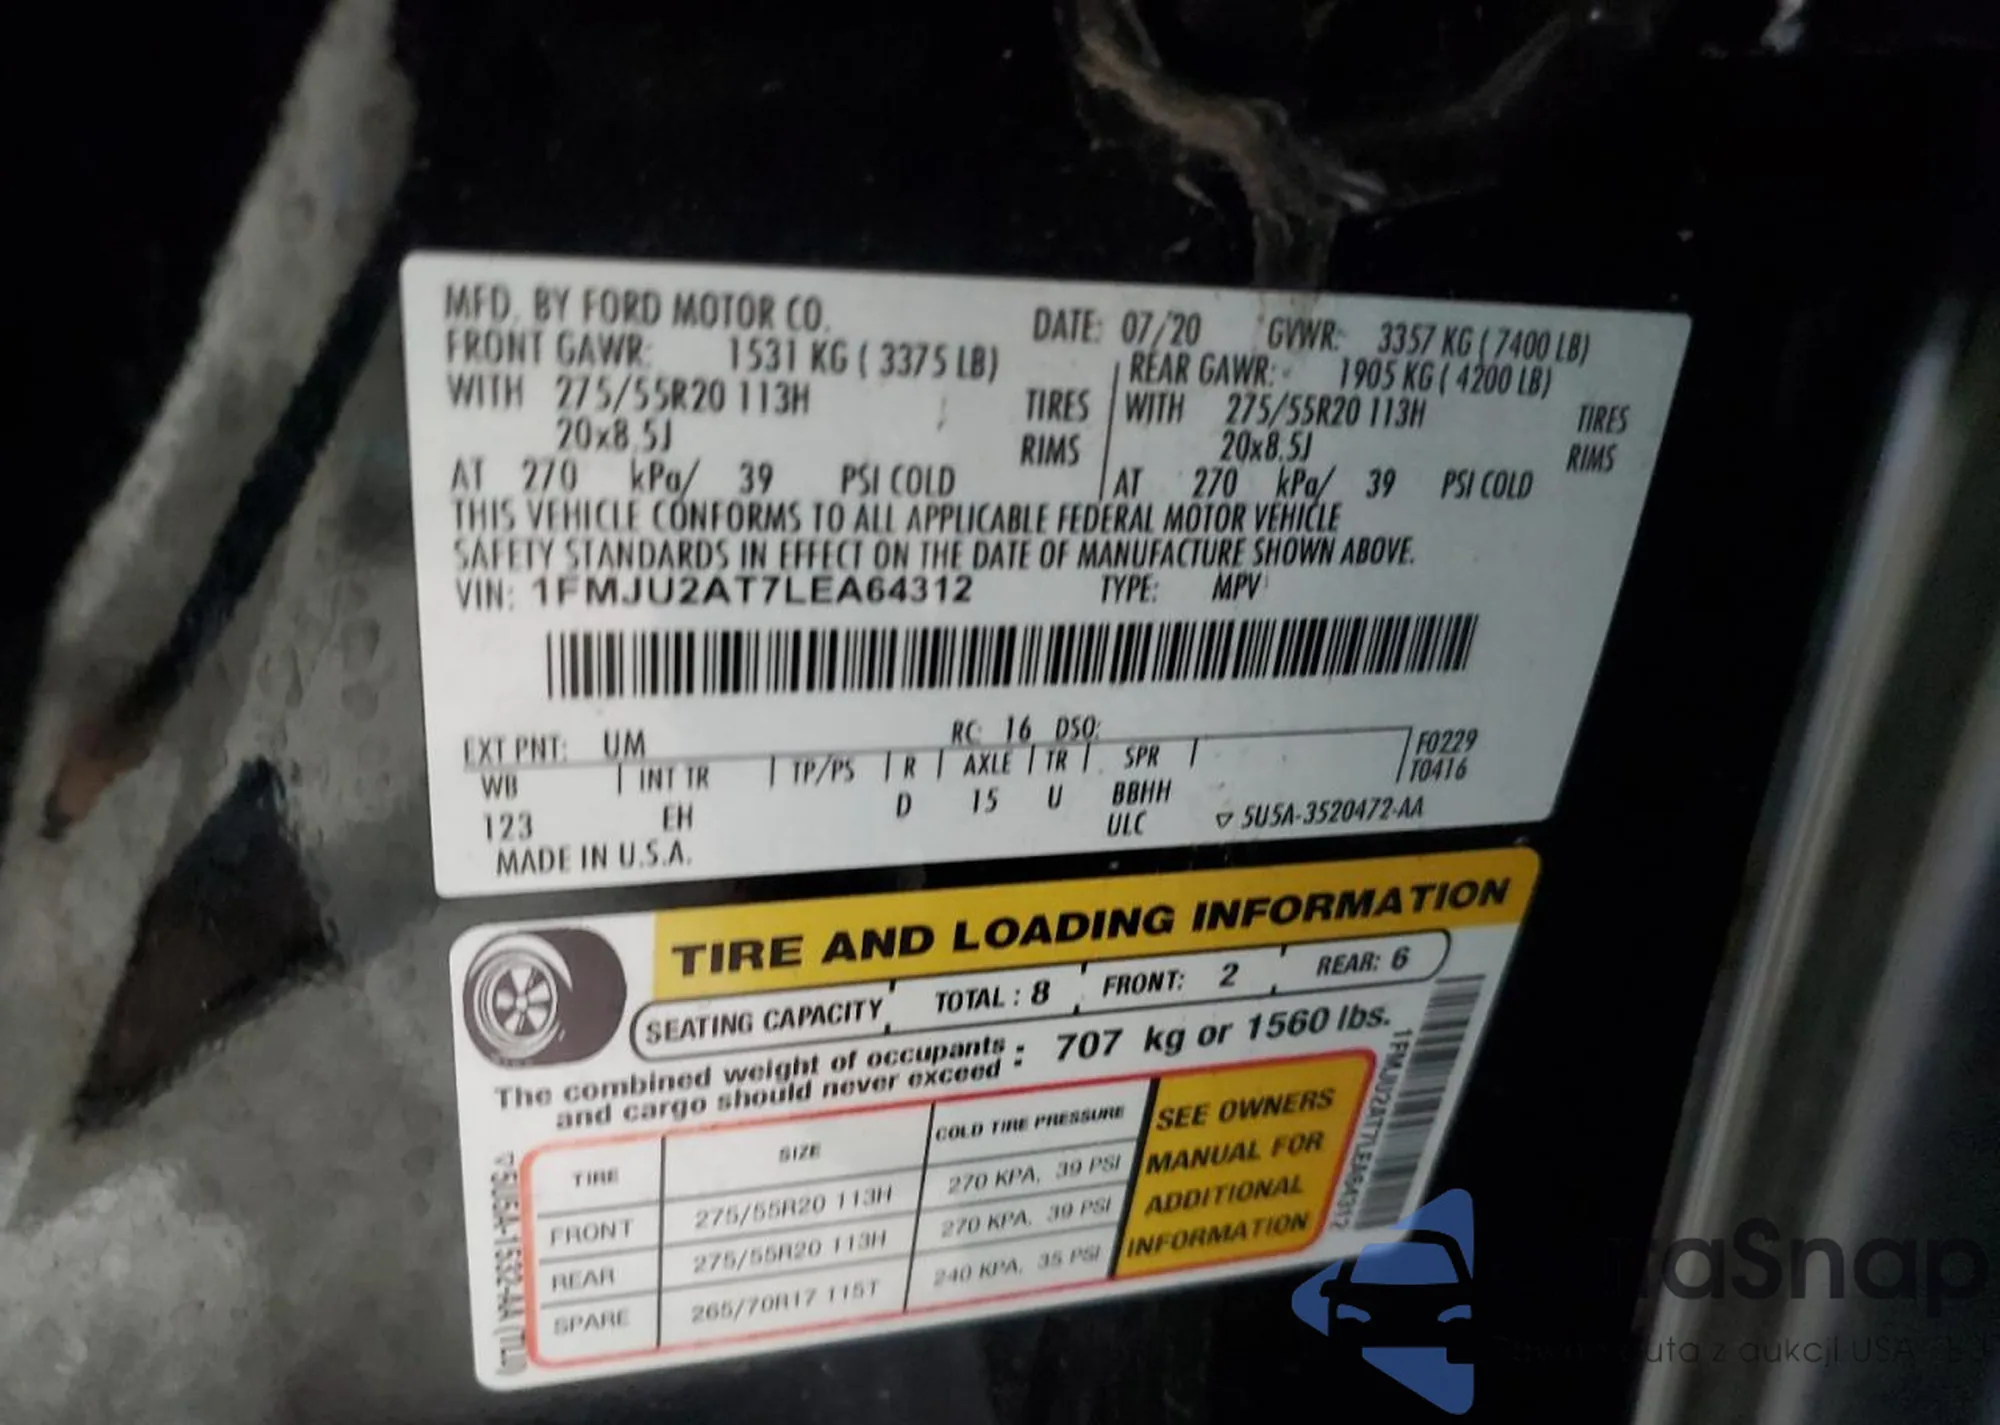 MFD. BY FORD MOTOR CO.
DATE: 07/20 GVWR: 3357 KG ( 7400 LB)
FRONT GAWR: 1531 KG ( 3375 LB)
REAR GAWR: 1905 KG ( 4200 LB)
WITH 275/55R20 113H TIRES
WITH 275/55R20 113H TIRES
20x8.5J RIMS
20x8.5J RIMS
AT 270 kPa/ 39 PSI COLD
AT 270 kPa/ 39 PSI COLD
THIS VEHICLE CONFORMS TO ALL APPLICABLE FEDERAL MOTOR VEHICLE
SAFETY STANDARDS IN EFFECT ON THE DATE OF MANUFACTURE SHOWN ABOVE.
VIN: 1FMJU2AT7LEA64312 TYPE: MPV
EXT PNT: UM RC: 16 DSO:
F0229
WB INT TR TP/PS R AXLE TR SPR
T0416
123 EH D 15 U BBHH
ULC ▽ 5U5A-3520472-AA
MADE IN U.S.A.
TIRE AND LOADING INFORMATION
SEATING CAPACITY TOTAL : 8 FRONT: 2 REAR: 6
The combined weight of occupants : 707 kg or 1560 lbs.
and cargo should never exceed :
TIRE SIZE COLD TIRE PRESSURE
FRONT 275/55R20 113H 270 KPA, 39 PSI
REAR 275/55R20 113H 270 KPA, 39 PSI
SPARE 265/70R17 115T 240 KPA, 35 PSI
SEE OWNERS
MANUAL FOR
ADDITIONAL
INFORMATION
1FMJU2AT7LEA64312
▽5U5A-1532-AA
raSnap
uta z aukcji USA